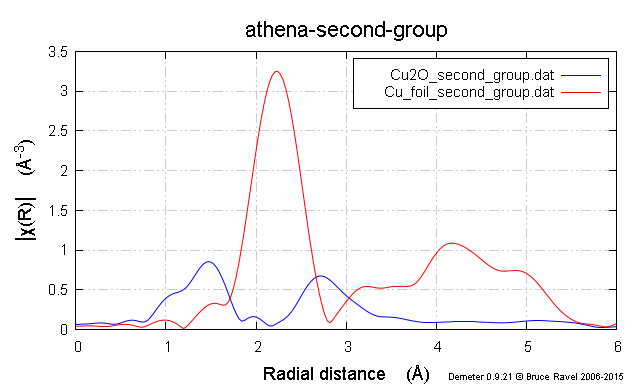 athena-second-group
3.5
3
2.5
2
1.5
1
0.5
0
|χ(R)| (Å-3)
Cu2O_second_group.dat
Cu_foil_second_group.dat
0 1 2 3 4 5 6
Radial distance (Å)
Demeter 0.9.21 © Bruce Ravel 2006-2015